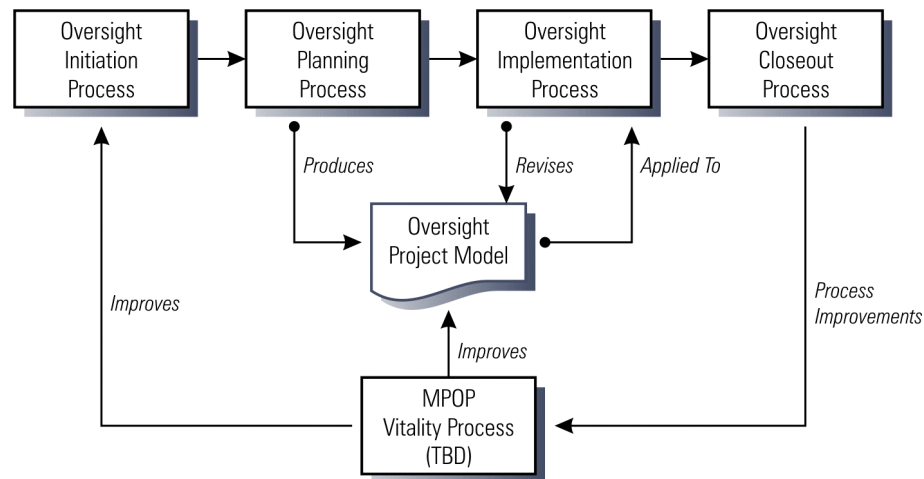 Oversight
Initiation
Process
Oversight
Planning
Process
Oversight
Implementation
Process
Oversight
Closeout
Process
Produces
Revises
Applied To
Oversight
Project Model
Improves
Process
Improvements
Improves
MPOP
Vitality Process
(TBD)